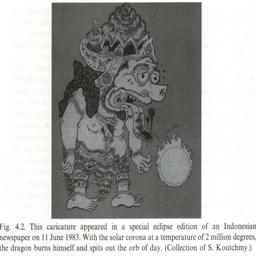 Fig. 4.2. This caricature appeared in a special eclipse edition of an Indonesian
newspaper on 11 June 1983. With the solar corona at a temperature of 2 million degrees,
the dragon burns himself and spits out the orb of day. (Collection of S. Koutchmy.)